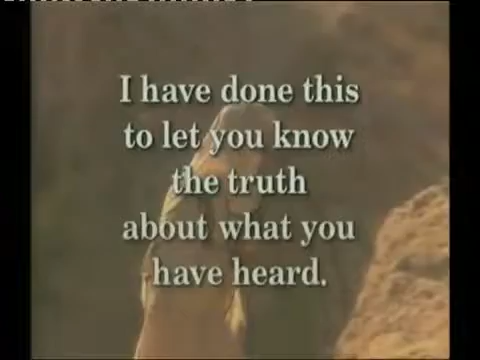 I have done this
to let you know
the truth
about what you
have heard.